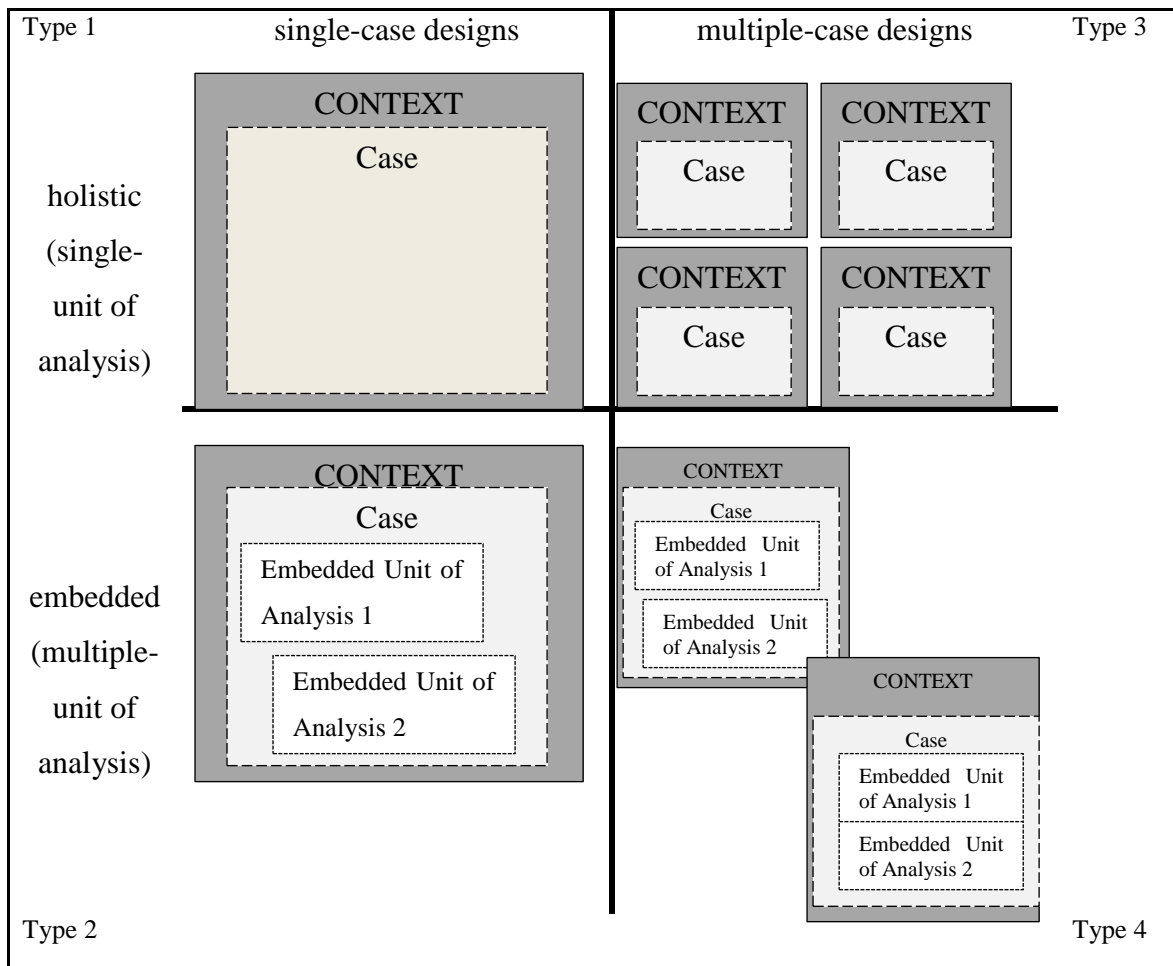 Type 1
single-case designs
multiple-case designs
Type 3
holistic
(single-
unit of
analysis)
CONTEXT
Case
CONTEXT
Case
CONTEXT
Case
CONTEXT
Case
CONTEXT
Case
embedded
(multiple-
unit of
analysis)
CONTEXT
Case
Embedded Unit of
Analysis 1
Embedded Unit of
Analysis 2
CONTEXT
Case
Embedded Unit
of Analysis 1
Embedded Unit
of Analysis 2
CONTEXT
Case
Embedded Unit
of Analysis 1
Embedded Unit
of Analysis 2
Type 2
Type 4